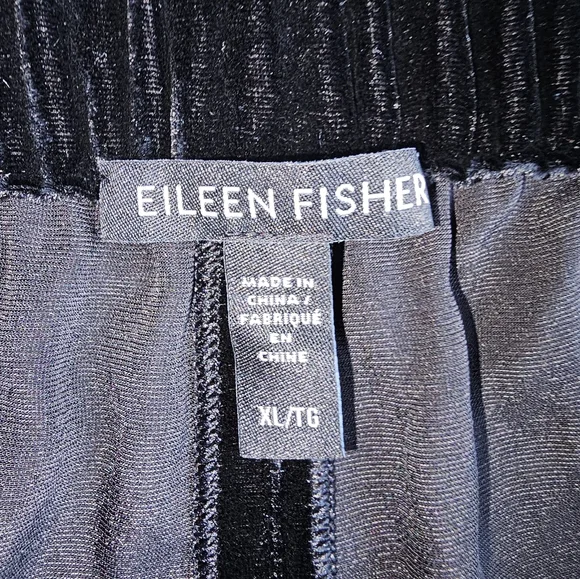 EILEEN FISHER
MADE IN
CHINA /
FABRIQUÉ
EN
CHINE
XL/TG